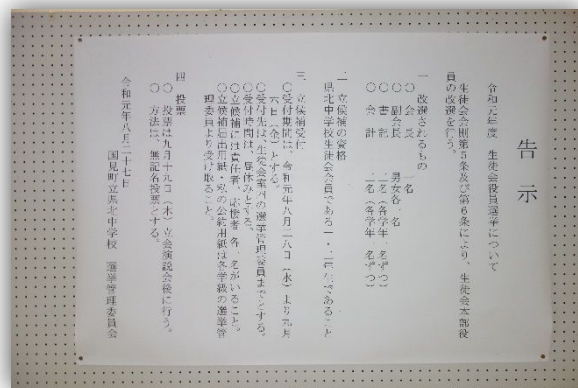 告示
令和元年度 生徒会役員選挙について
生徒会会則第5条及び第6条により、生徒会本部役
員の改選を行う。
一 改選されるもの
○ 会長 一名
○ 副会長 男女各一名
○ 書記 二名（各学年一名ずつ）
○ 会計 二名（各学年一名ずつ）
二 立候補の資格
県北中学校生徒会会員である一・二年生であること
三 立候補受付
○受付期間は、令和元年八月二八日（水）より九月
六日（金）とする。
○受付先は、生徒会室内の選挙管理委員までとする。
○受付時間は、昼休みとする。
○立候補には責任者、応援者、各一名がいること。
○立候補届出用紙・私の公約用紙は各学級の選挙管
理委員より受け取ること。
四 投票
○ 投票は九月十九日（木）立会演説会後に行う。
○ 方法は、無記名投票とする。
令和元年八月二十七日
国見町立県北中学校 選挙管理委員会